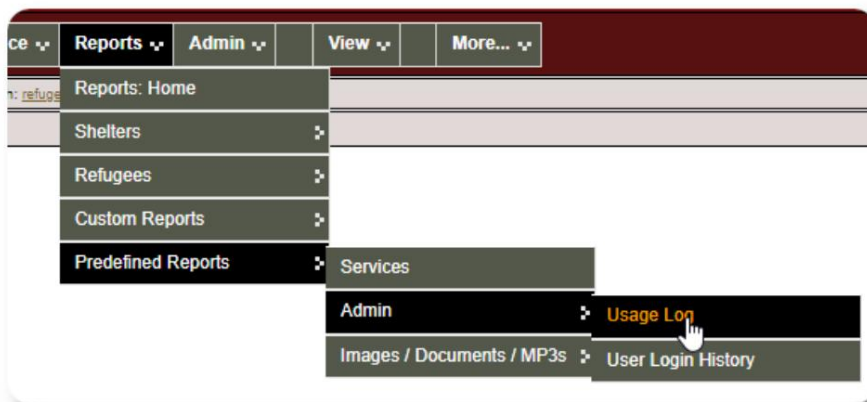 ce Reports Admin View More...
n: refuge
Reports: Home
Shelters
Refugees
Custom Reports
Predefined Reports
Services
Admin
Usage Log
Images / Documents / MP3s
User Login History